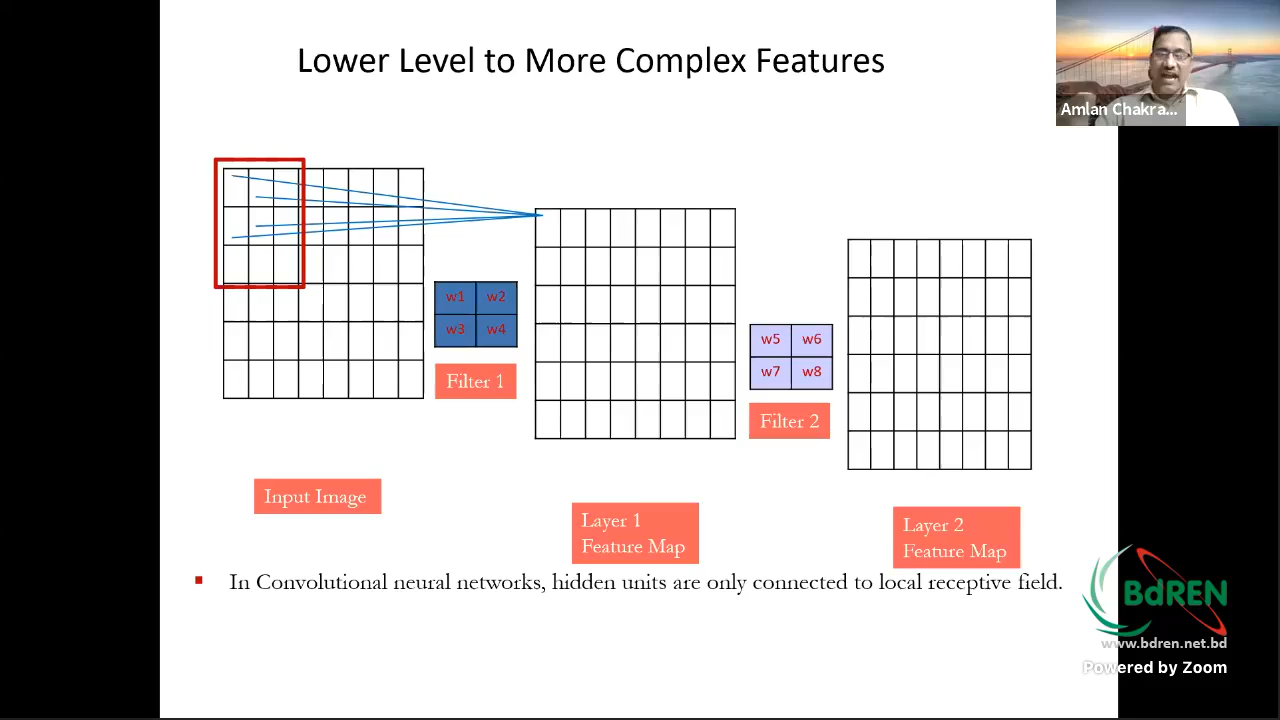 Lower Level to More Complex Features
Amlan Chakra...
w1 w2
w3 w4
Filter 1
w5 w6
w7 w8
Filter 2
Input Image
Layer 1
Feature Map
Layer 2
Feature Map
In Convolutional neural networks, hidden units are only connected to local receptive field.
BdREN
www.bdren.net.bd
Powered by Zoom